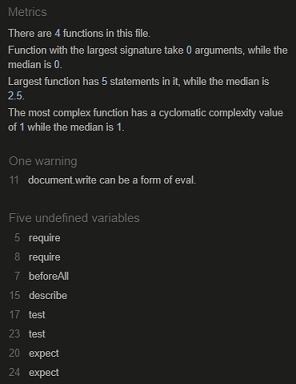 Metrics
There are 4 functions in this file.
Function with the largest signature take 0 arguments, while the
median is 0.
Largest function has 5 statements in it, while the median is
2.5.
The most complex function has a cyclomatic complexity value
of 1 while the median is 1.
One warning
11 document.write can be a form of eval.
Five undefined variables
5 require
8 require
7 beforeAll
15 describe
17 test
23 test
20 expect
24 expect